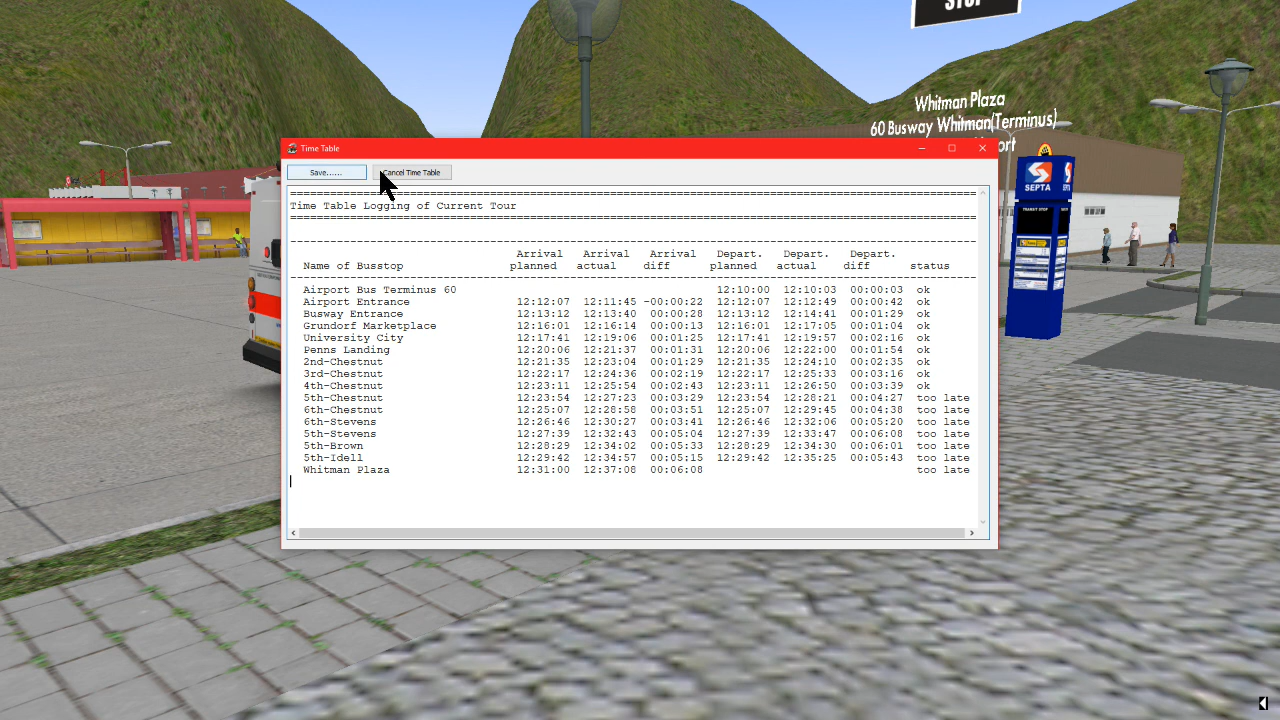 STOP
Whitman Plaza
60 Busway Whitman(Terminus)
ort
SEPTA
Time Table
Save......
Cancel Time Table
Time Table Logging of Current Tour
Arrival Arrival Arrival Depart. Depart. Depart.
Name of Busstop planned actual diff planned actual diff status
Airport Bus Terminus 60 12:10:00 12:10:03 00:00:03 ok
Airport Entrance 12:12:07 12:11:45 -00:00:22 12:12:07 12:12:49 00:00:42 ok
Busway Entrance 12:13:12 12:13:40 00:00:28 12:13:12 12:14:41 00:01:29 ok
Grundorf Marketplace 12:16:01 12:16:14 00:00:13 12:16:01 12:17:05 00:01:04 ok
University City 12:17:41 12:19:06 00:01:25 12:17:41 12:19:57 00:02:16 ok
Penns Landing 12:20:06 12:21:37 00:01:31 12:20:06 12:22:00 00:01:54 ok
2nd-Chestnut 12:21:35 12:23:04 00:01:29 12:21:35 12:24:10 00:02:35 ok
3rd-Chestnut 12:22:17 12:24:36 00:02:19 12:22:17 12:25:33 00:03:16 ok
4th-Chestnut 12:23:11 12:25:54 00:02:43 12:23:11 12:26:50 00:03:39 ok
5th-Chestnut 12:23:54 12:27:23 00:03:29 12:23:54 12:28:21 00:04:27 too late
5th-Chestnut 12:25:07 12:28:58 00:03:51 12:25:07 12:29:45 00:04:38 too late
6th-Stevens 12:26:46 12:30:27 00:03:41 12:26:46 12:32:06 00:05:20 too late
5th-Stevens 12:27:39 12:32:43 00:05:04 12:27:39 12:33:47 00:06:08 too late
5th-Brown 12:28:29 12:34:02 00:05:33 12:28:29 12:34:30 00:06:01 too late
5th-Idell 12:29:42 12:34:57 00:05:15 12:29:42 12:35:25 00:05:43 too late
Whitman Plaza 12:31:00 12:37:08 00:06:08 too late